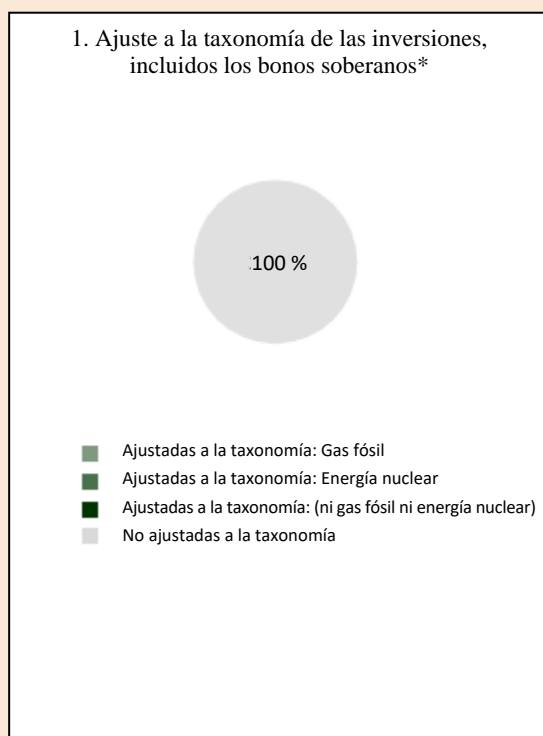 1. Ajuste a la taxonomía de las inversiones,
incluidos los bonos soberanos*
100 %
Ajustadas a la taxonomía: Gas fósil
Ajustadas a la taxonomía: Energía nuclear
Ajustadas a la taxonomía: (ni gas fósil ni energía nuclear)
No ajustadas a la taxonomía